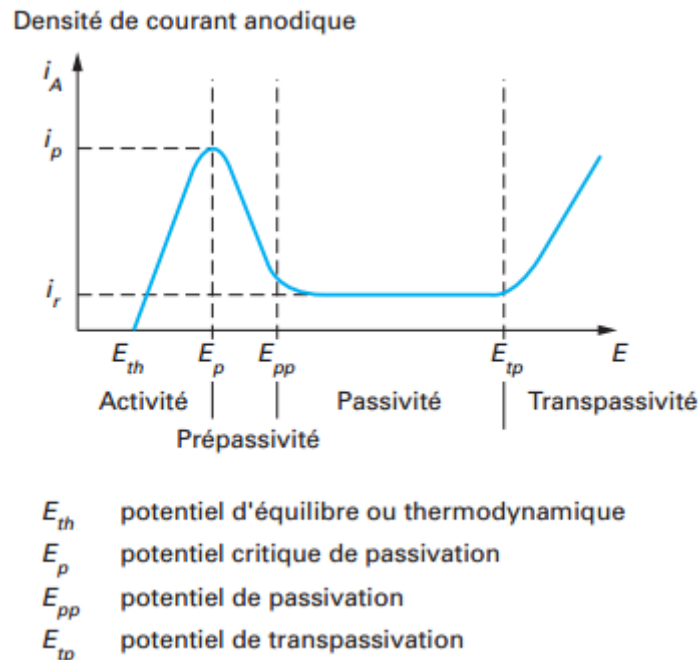 Densité de courant anodique
i_A
i_p
i_r
E_th E_p E_pp E_tp E
Activité Passivité Transpassivité
Prépassivité
E_th potentiel d'équilibre ou thermodynamique
E_p potentiel critique de passivation
E_pp potentiel de passivation
E_tp potentiel de transpassivation